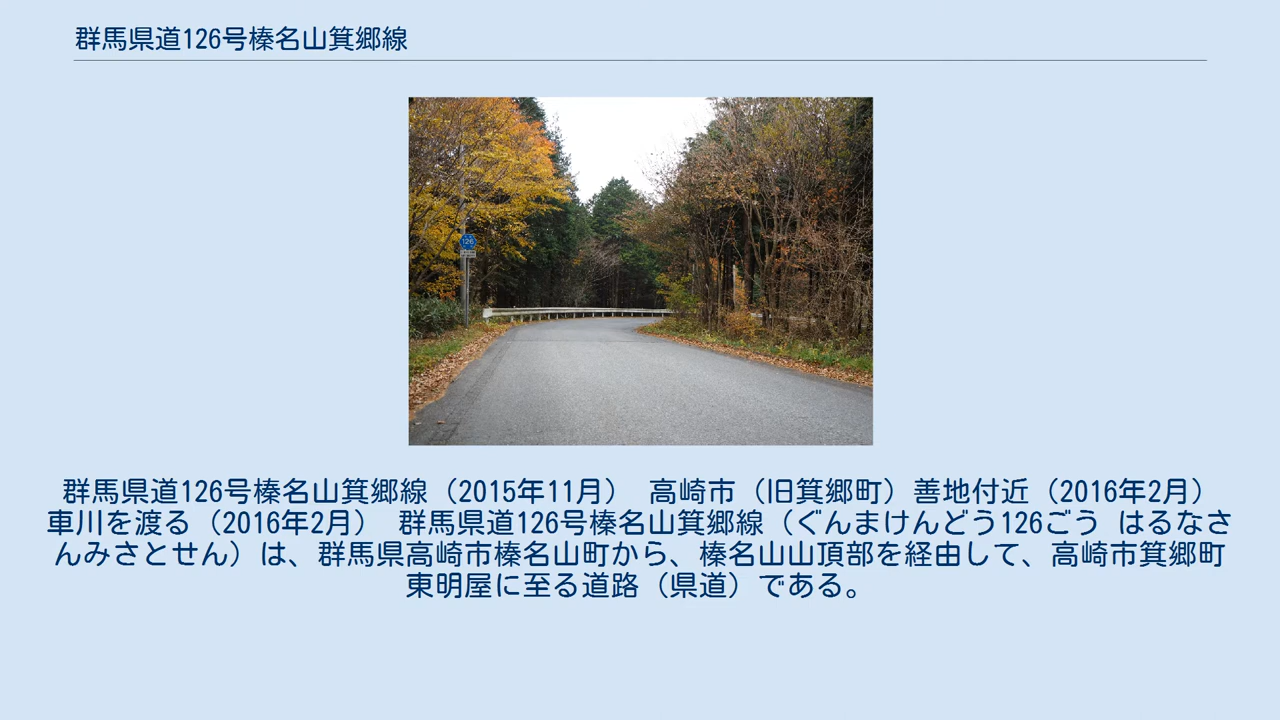 群馬県道126号榛名山箕郷線
126
群馬県道126号榛名山箕郷線（2015年11月） 高崎市（旧箕郷町）善地付近（2016年2月）
車川を渡る（2016年2月） 群馬県道126号榛名山箕郷線（ぐんまけんどう126ごう はるなさ
んみさとせん）は、群馬県高崎市榛名山町から、榛名山山頂部を経由して、高崎市箕郷町
東明屋に至る道路（県道）である。